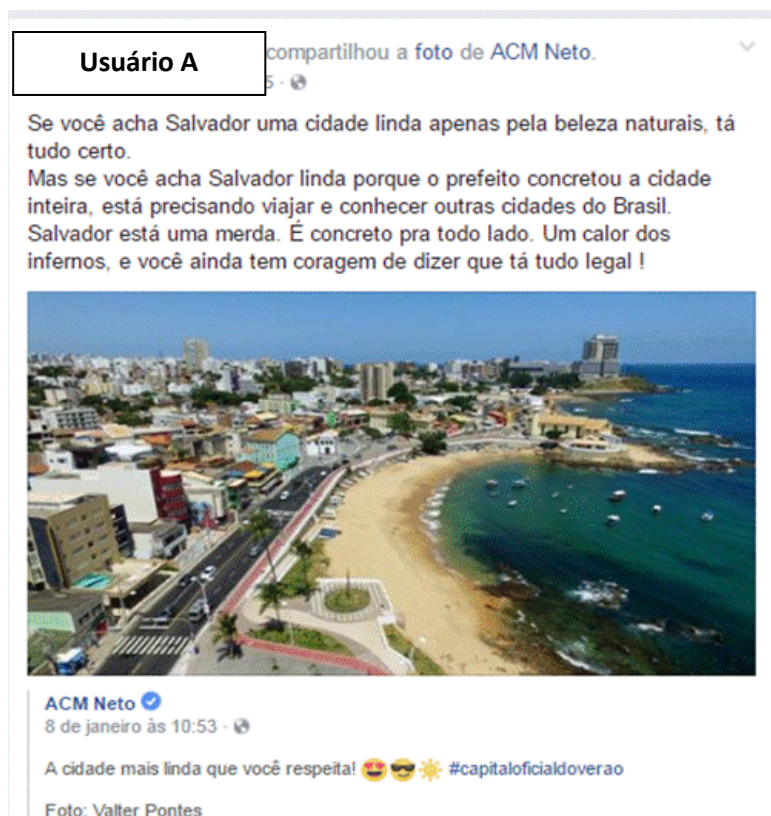 Usuário A
compartilhou a foto de ACM Neto.
5 ·
Se você acha Salvador uma cidade linda apenas pela beleza naturais, tá
tudo certo.
Mas se você acha Salvador linda porque o prefeito concretou a cidade
inteira, está precisando viajar e conhecer outras cidades do Brasil.
Salvador está uma merda. É concreto pra todo lado. Um calor dos
infernos, e você ainda tem coragem de dizer que tá tudo legal !
ACM Neto
8 de janeiro às 10:53 ·
A cidade mais linda que você respeita! 😍😎☀️ #capitaloficialdoverao
Foto: Valter Pontes